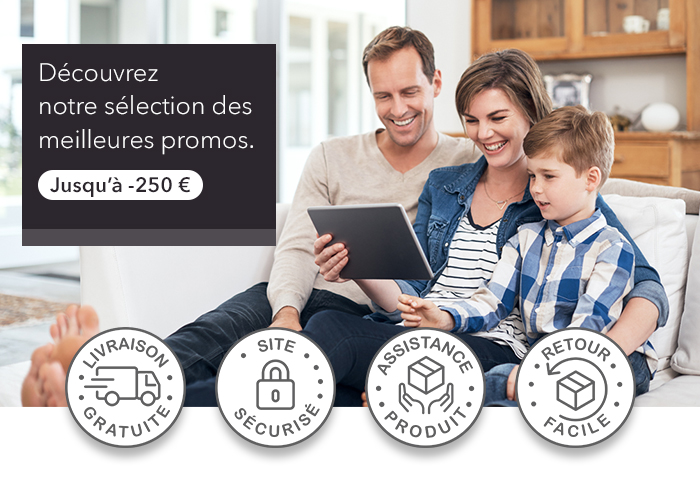 Découvrez
notre sélection des
meilleures promos.
Jusqu’à -250 €
LIVRAISON
GRATUITE
SITE
SÉCURISÉ
ASSISTANCE
PRODUIT
RETOUR
FACILE